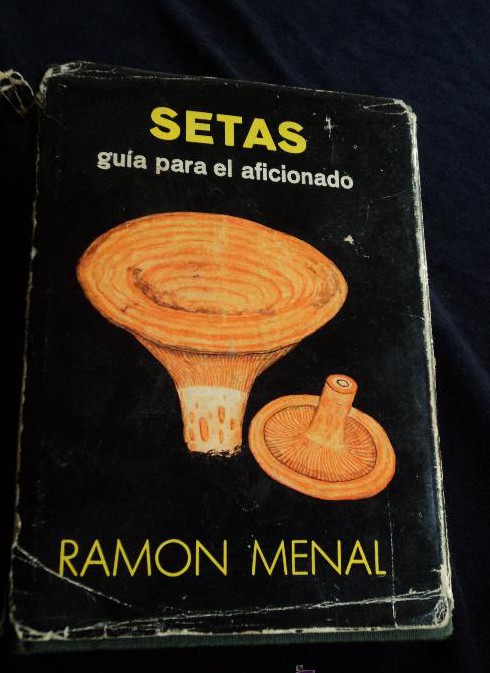 SETAS
guía para el aficionado
RAMON MENAL